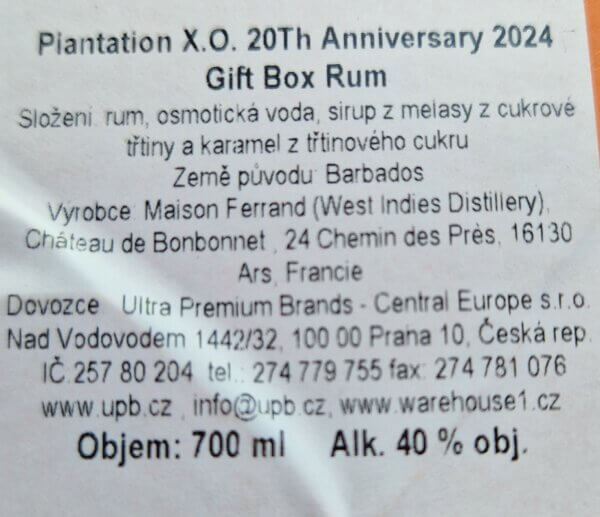 Plantation X.O. 20Th Anniversary 2024
Gift Box Rum
Složení: rum, osmotická voda, sirup z melasy z cukrové
třtiny a karamel z třtinového cukru
Země původu: Barbados
Výrobce: Maison Ferrand (West Indies Distillery),
Château de Bonbonnet , 24 Chemin des Près, 16130
Ars, Francie
Dovozce : Ultra Premium Brands - Central Europe s.r.o.
Nad Vodovodem 1442/32, 100 00 Praha 10, Česká rep.
IČ:257 80 204 tel.: 274 779 755 fax: 274 781 076
www.upb.cz , info@upb.cz, www.warehouse1.cz
Objem: 700 ml Alk. 40 % obj.